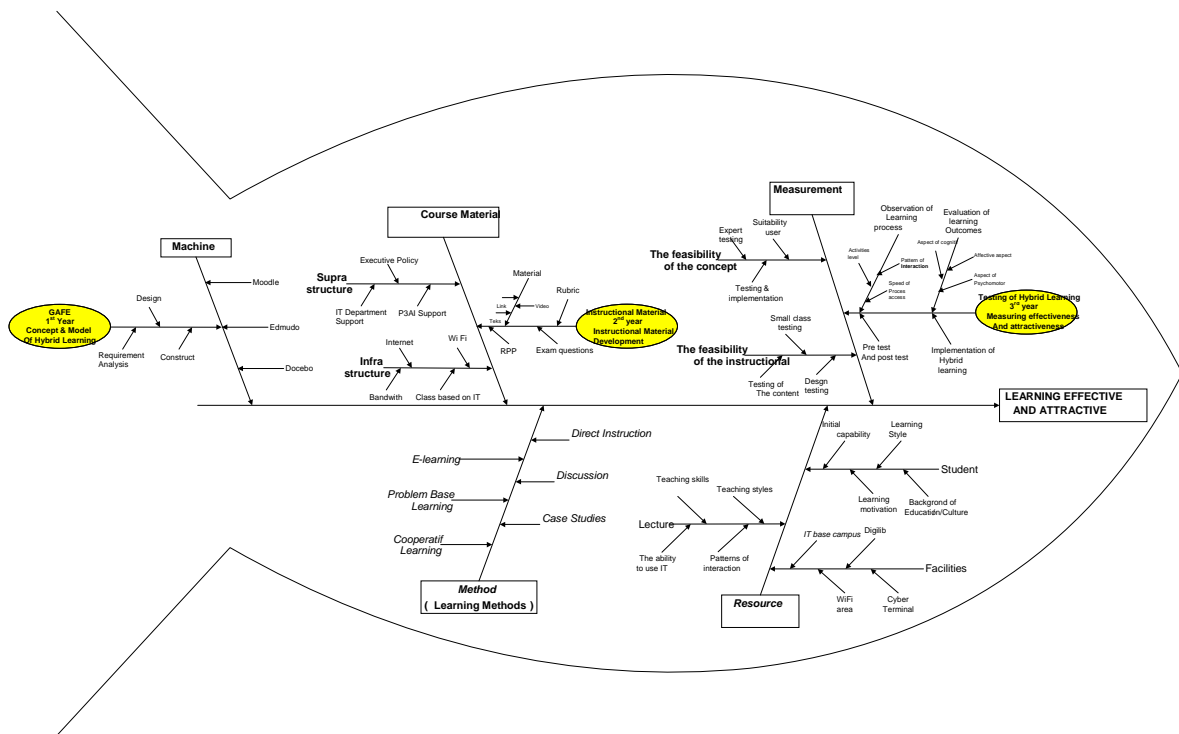 Machine
Moodle
Edmudo
Docebo
Design
Requirement
Analysis
Construct
GAFE
1st Year
Concept & Model
Of Hybrid Learning
Course Material
Executive Policy
Supra
structure
IT Department
Support
P3AI Support
Material
Link
Video
Teks
Rubric
RPP
Exam questions
Instructional Material
2nd year
Instructional Material
Development
Internet
Wi Fi
Infra
structure
Bandwith
Class based on IT
Measurement
Expert
testing
Suitability
user
The feasibility
of the concept
Testing &
implementation
Small class
testing
The feasibility
of the instructional
Testing of
The content
Desgn
testing
Observation of
Learning
process
Activities
level
Pattern of
interaction
Speed of
Proces
access
Evaluation of
learning
Outcomes
Aspect of cognitif
Affective aspect
Aspect of
Psychomotor
Pre test
And post test
Implementation of
Hybrid
learning
Testing of Hybrid Learning
3rd year
Measuring effectiveness
And attractiveness
LEARNING EFFECTIVE
AND ATTRACTIVE
Direct Instruction
E-learning
Discussion
Problem Base
Learning
Case Studies
Cooperatif
Learning
Method
( Learning Methods )
Initial
capability
Learning
Style
Student
Learning
motivation
Backgrond of
Education/Culture
Teaching skills
Teaching styles
Lecture
The ability
to use IT
Patterns of
interaction
IT base campus
Digilib
Facilities
WiFi
area
Cyber
Terminal
Resource